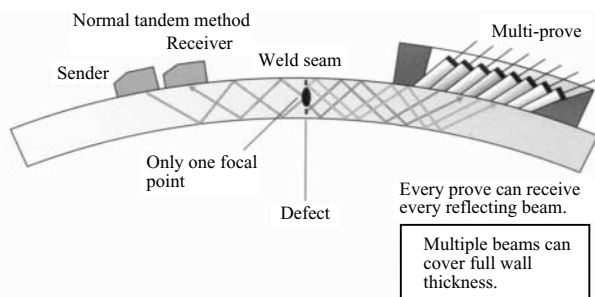 Normal tandem method
Receiver
Sender
Weld seam
Multi-prove
Only one focal
point
Defect
Every prove can receive
every reflecting beam.
Multiple beams can
cover full wall
thickness.